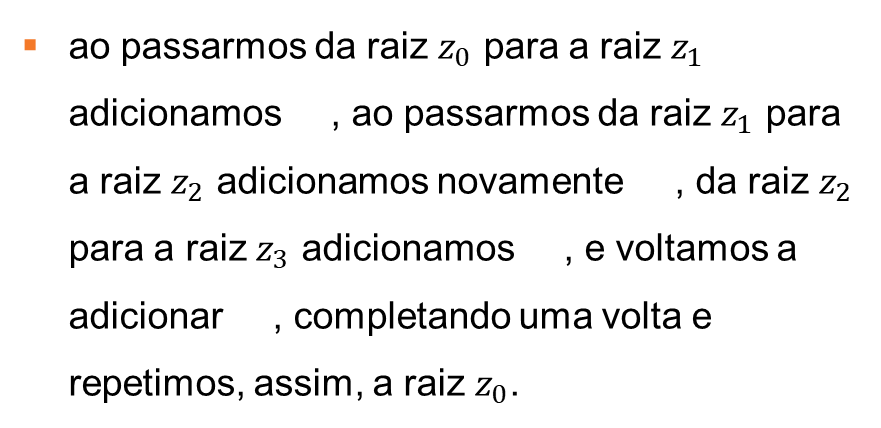 ▪ ao passarmos da raiz z₀ para a raiz z₁
adicionamos , ao passarmos da raiz z₁ para
a raiz z₂ adicionamos novamente , da raiz z₂
para a raiz z₃ adicionamos , e voltamos a
adicionar , completando uma volta e
repetimos, assim, a raiz z₀.